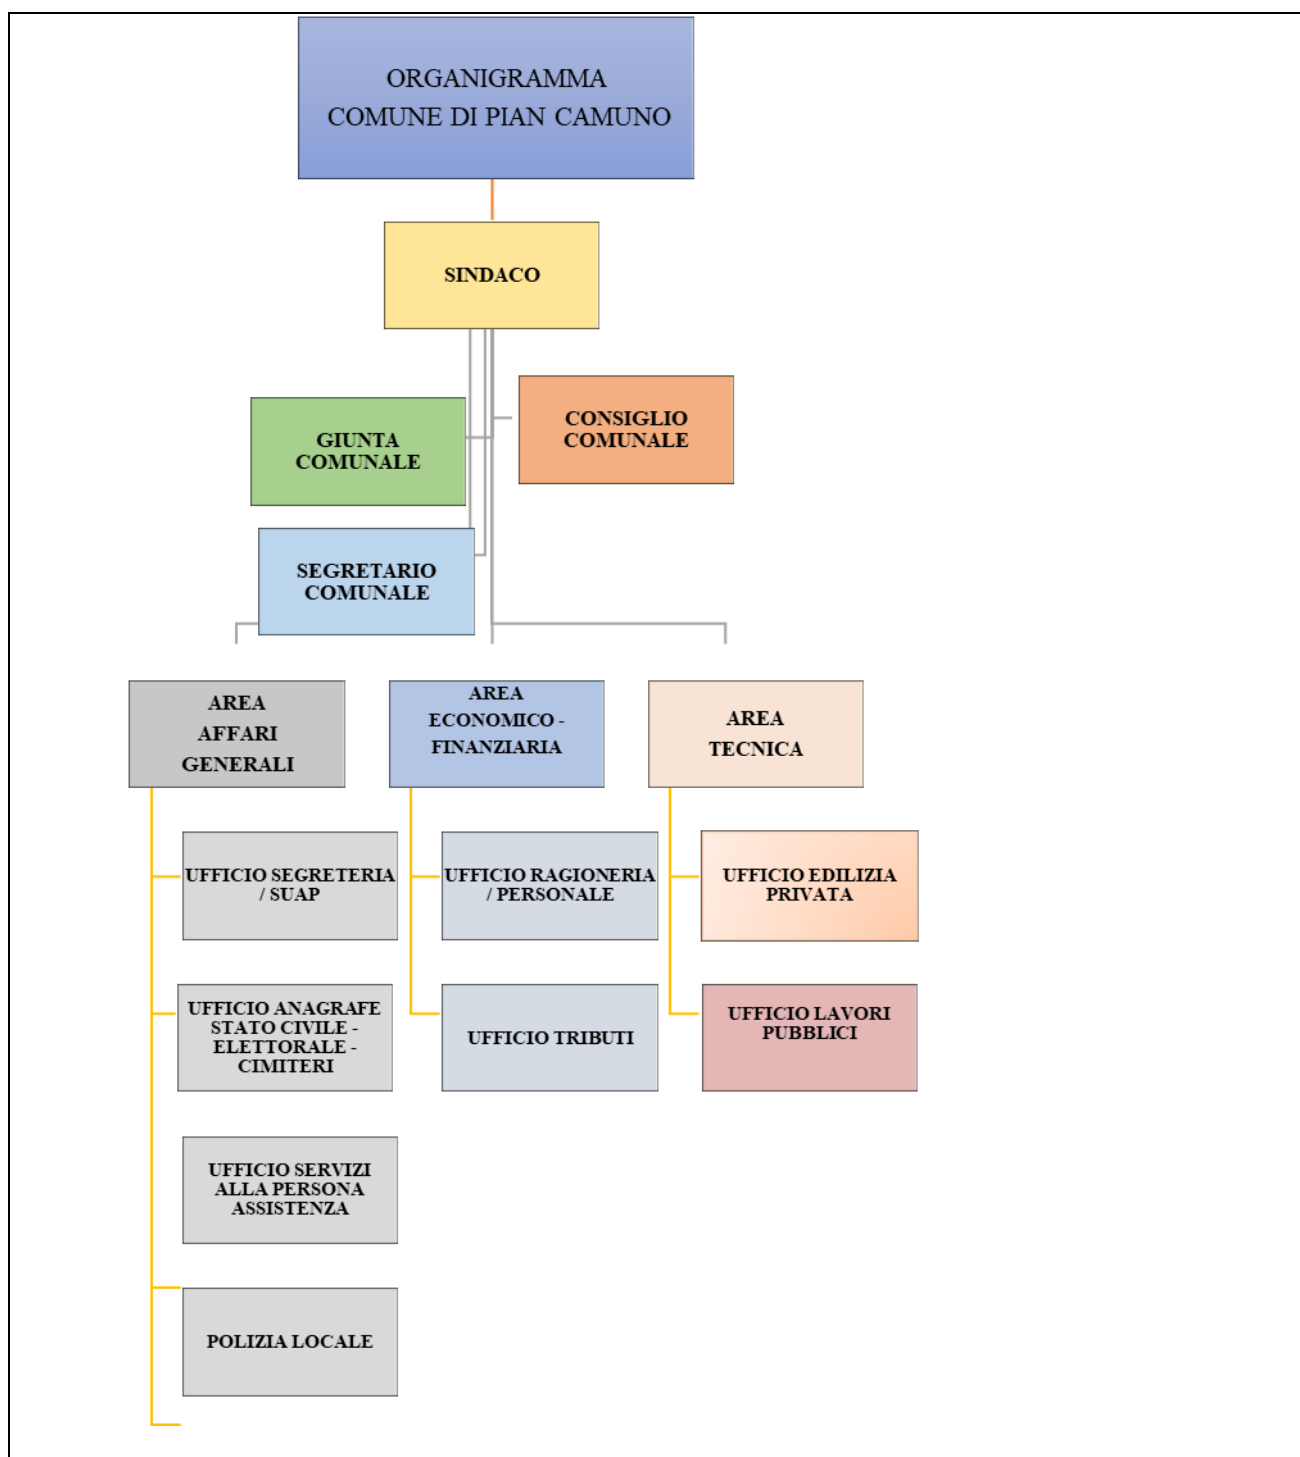 ORGANIGRAMMA
COMUNE DI PIAN CAMUNO
SINDACO
CONSIGLIO
COMUNALE
GIUNTA
COMUNALE
SEGRETARIO
COMUNALE
AREA
AFFARI
GENERALI
AREA
ECONOMICO -
FINANZIARIA
AREA
TECNICA
UFFICIO SEGRETERIA
/ SUAP
UFFICIO RAGIONERIA
/ PERSONALE
UFFICIO EDILIZIA
PRIVATA
UFFICIO ANAGRAFE
STATO CIVILE -
ELETTORALE -
CIMITERI
UFFICIO TRIBUTI
UFFICIO LAVORI
PUBBLICI
UFFICIO SERVIZI
ALLA PERSONA
ASSISTENZA
POLIZIA LOCALE